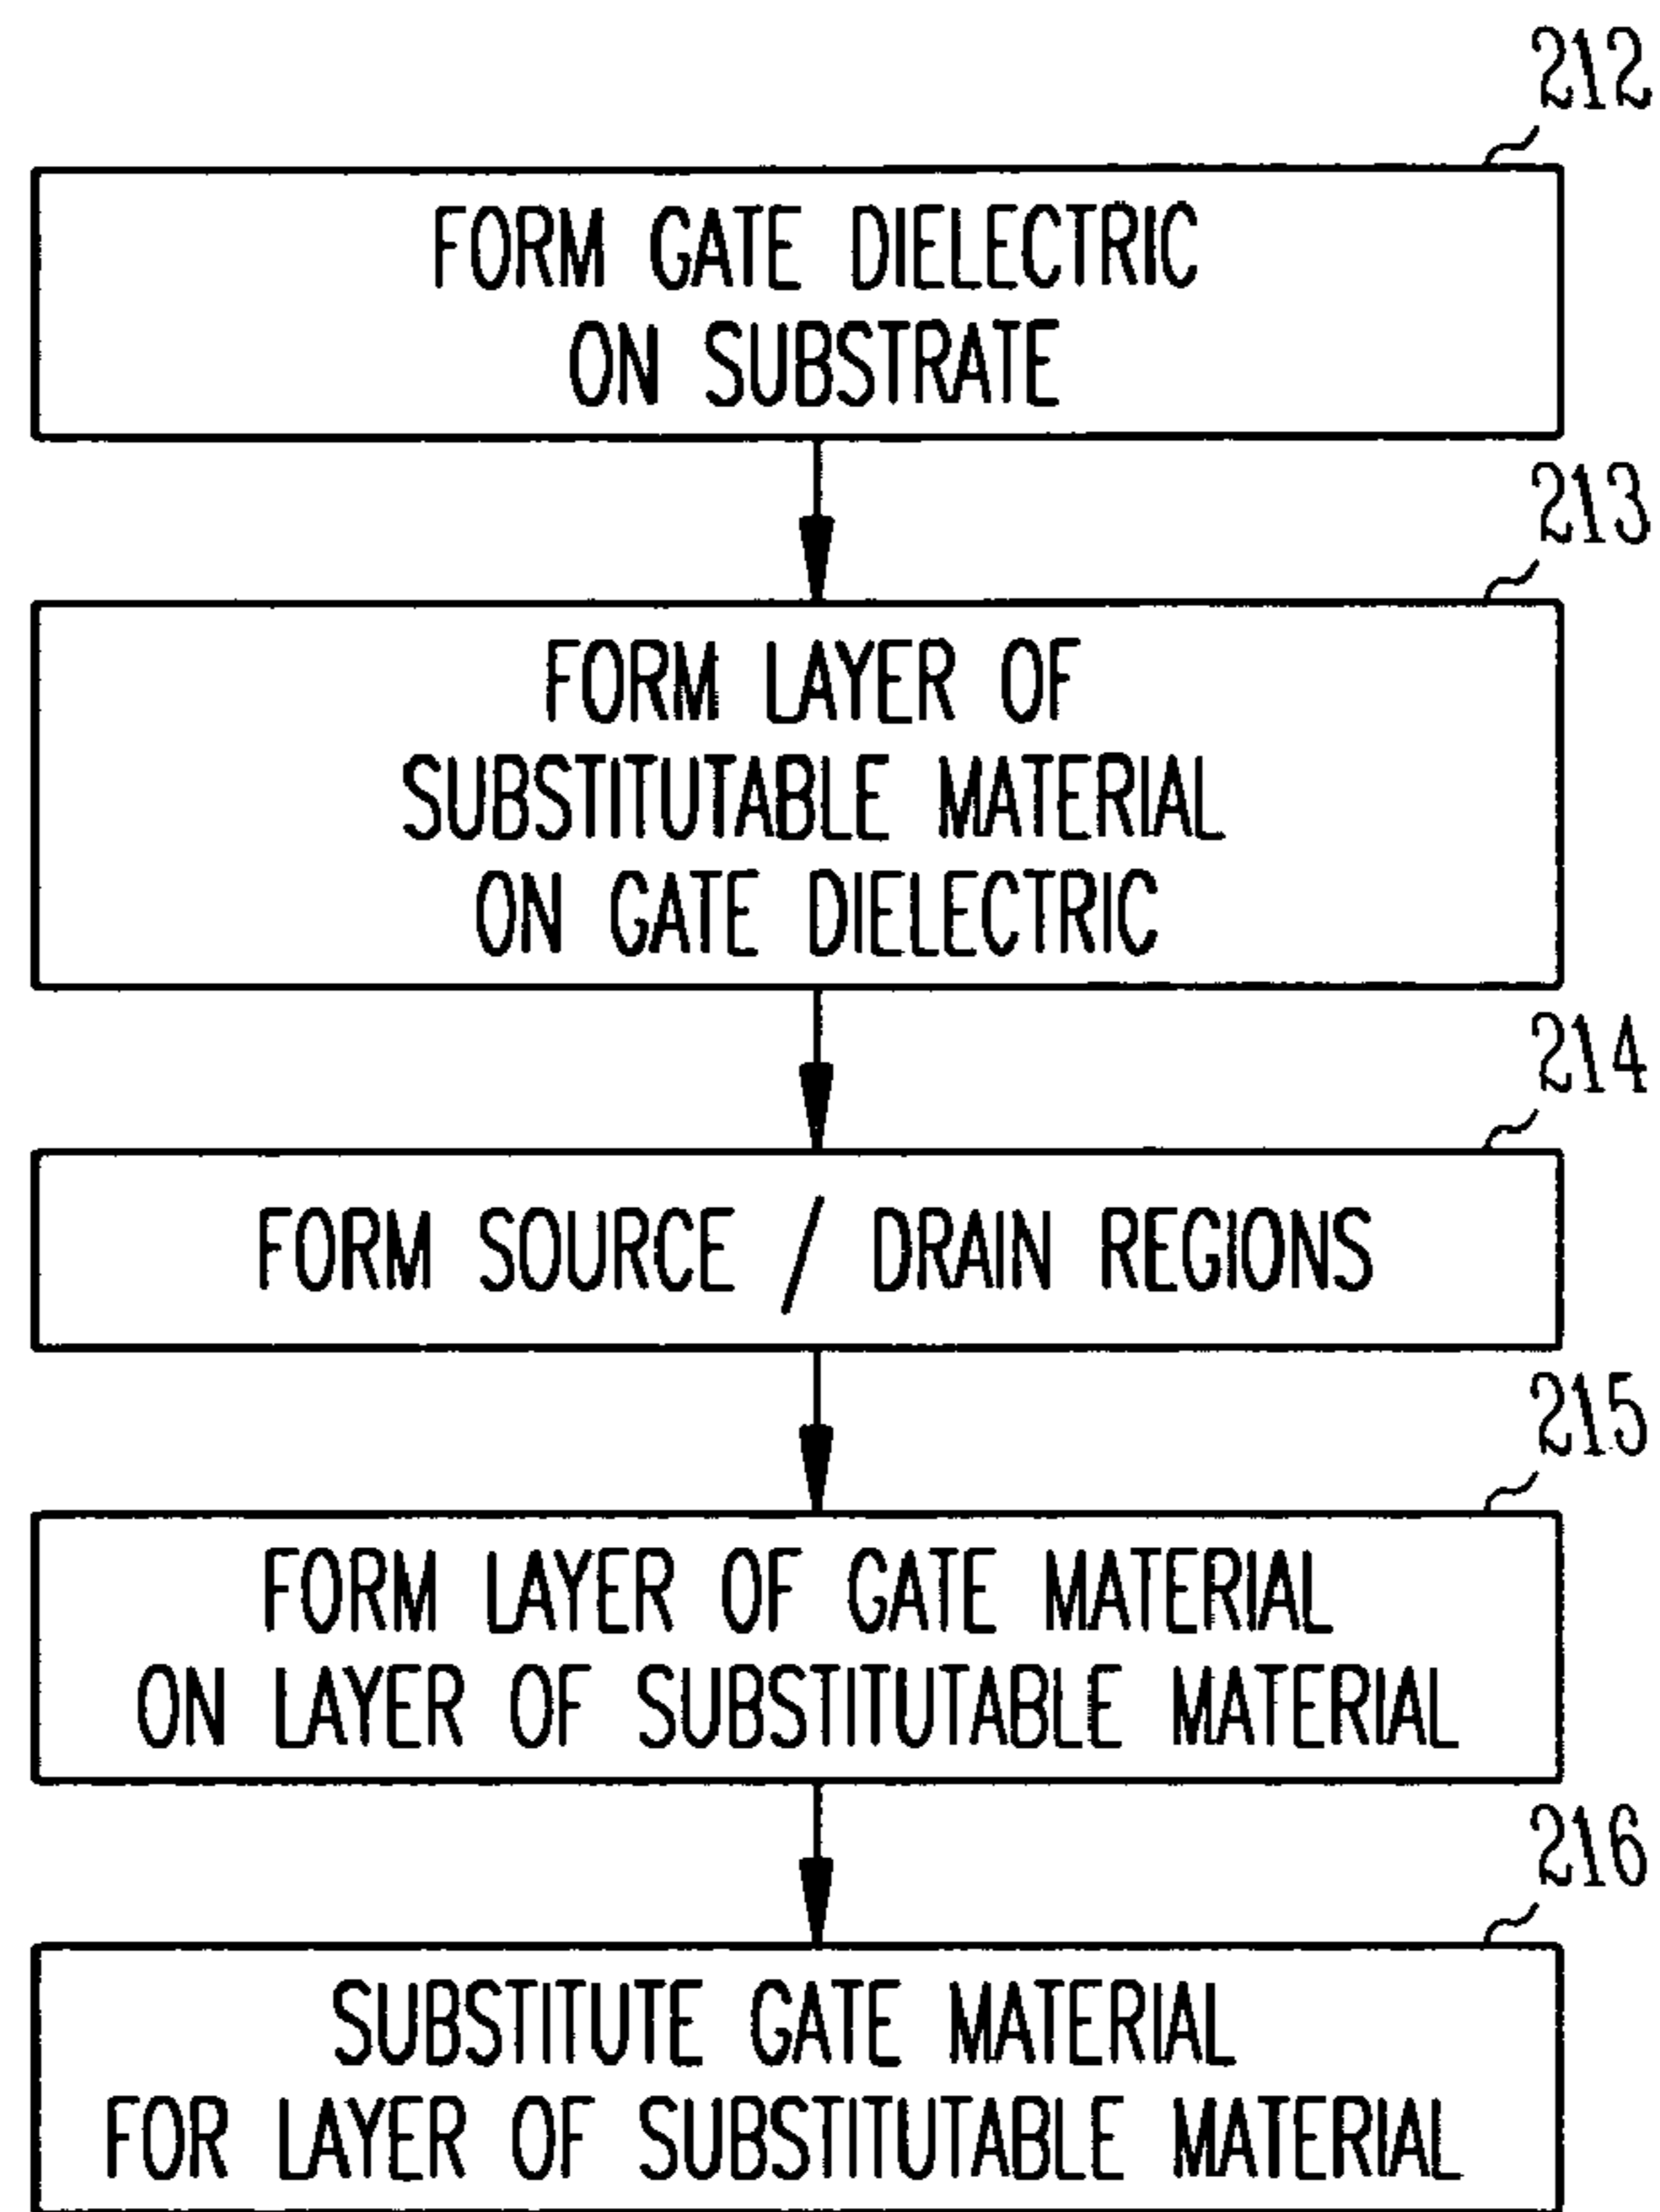 212
FORM GATE DIELECTRIC
ON SUBSTRATE
213
FORM LAYER OF
SUBSTITUTABLE MATERIAL
ON GATE DIELECTRIC
214
FORM SOURCE / DRAIN REGIONS
215
FORM LAYER OF GATE MATERIAL
ON LAYER OF SUBSTITUTABLE MATERIAL
216
SUBSTITUTE GATE MATERIAL
FOR LAYER OF SUBSTITUTABLE MATERIAL